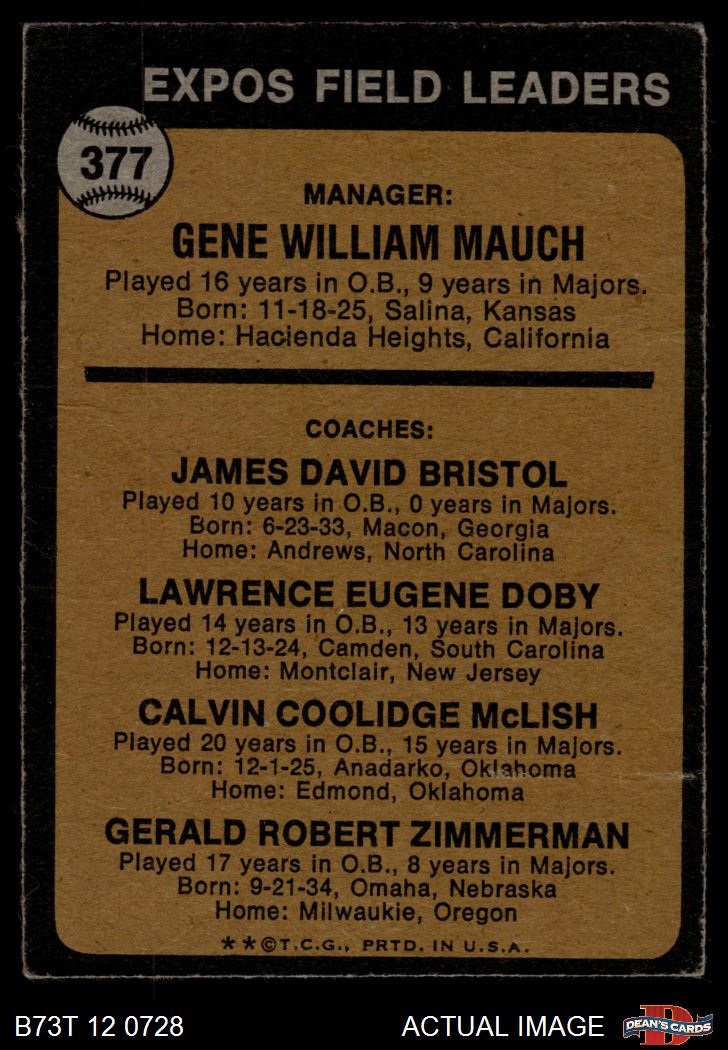 EXPOS FIELD LEADERS
377
MANAGER:
GENE WILLIAM MAUCH
Played 16 years in O.B., 9 years in Majors.
Born: 11-18-25, Salina, Kansas
Home: Hacienda Heights, California
COACHES:
JAMES DAVID BRISTOL
Played 10 years in O.B., 0 years in Majors.
Born: 6-23-33, Macon, Georgia
Home: Andrews, North Carolina
LAWRENCE EUGENE DOBY
Played 14 years in O.B., 13 years in Majors.
Born: 12-13-24, Camden, South Carolina
Home: Montclair, New Jersey
CALVIN COOLIDGE McLISH
Played 20 years in O.B., 15 years in Majors.
Born: 12-1-25, Anadarko, Oklahoma
Home: Edmond, Oklahoma
GERALD ROBERT ZIMMERMAN
Played 17 years in O.B., 8 years in Majors.
Born: 9-21-34, Omaha, Nebraska
Home: Milwaukie, Oregon
**©T.C.G., PRTD. IN U.S.A.
B73T 12 0728 ACTUAL IMAGE D DEAN'S CARDS